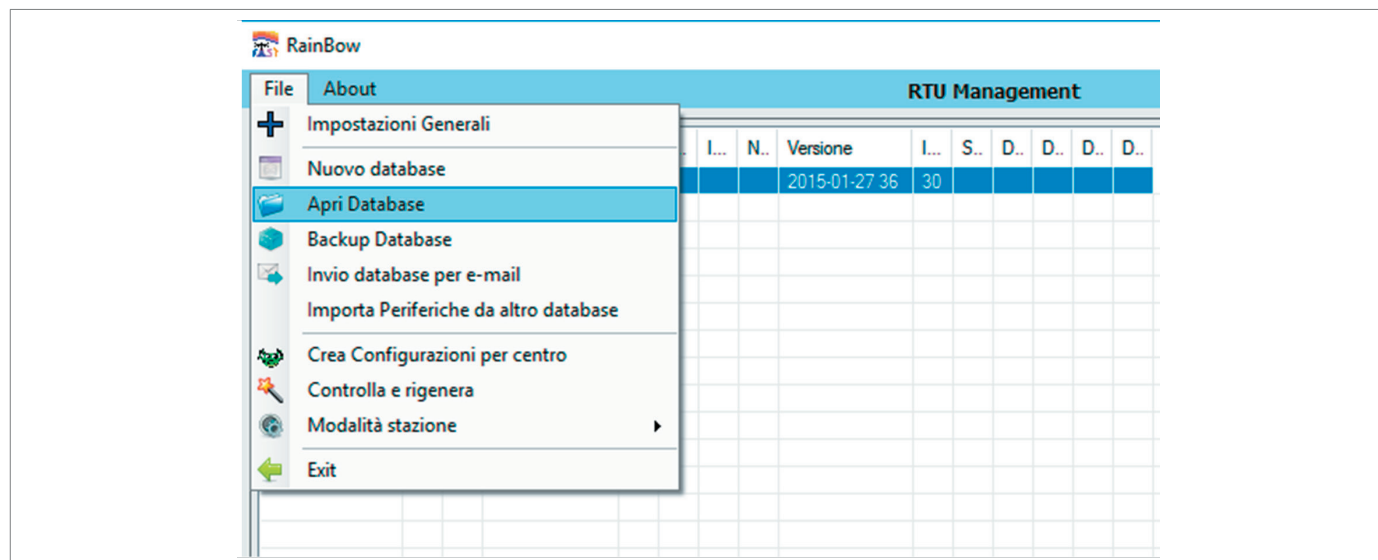 RainBow
File About
RTU Management
Impostazioni Generali
Nuovo database
Apri Database
Backup Database
Invio database per e-mail
Importa Periferiche da altro database
Crea Configurazioni per centro
Controlla e rigenera
Modalità stazione
Exit
I... N.. Versione I... S.. D.. D.. D.. D..
2015-01-27 36 30